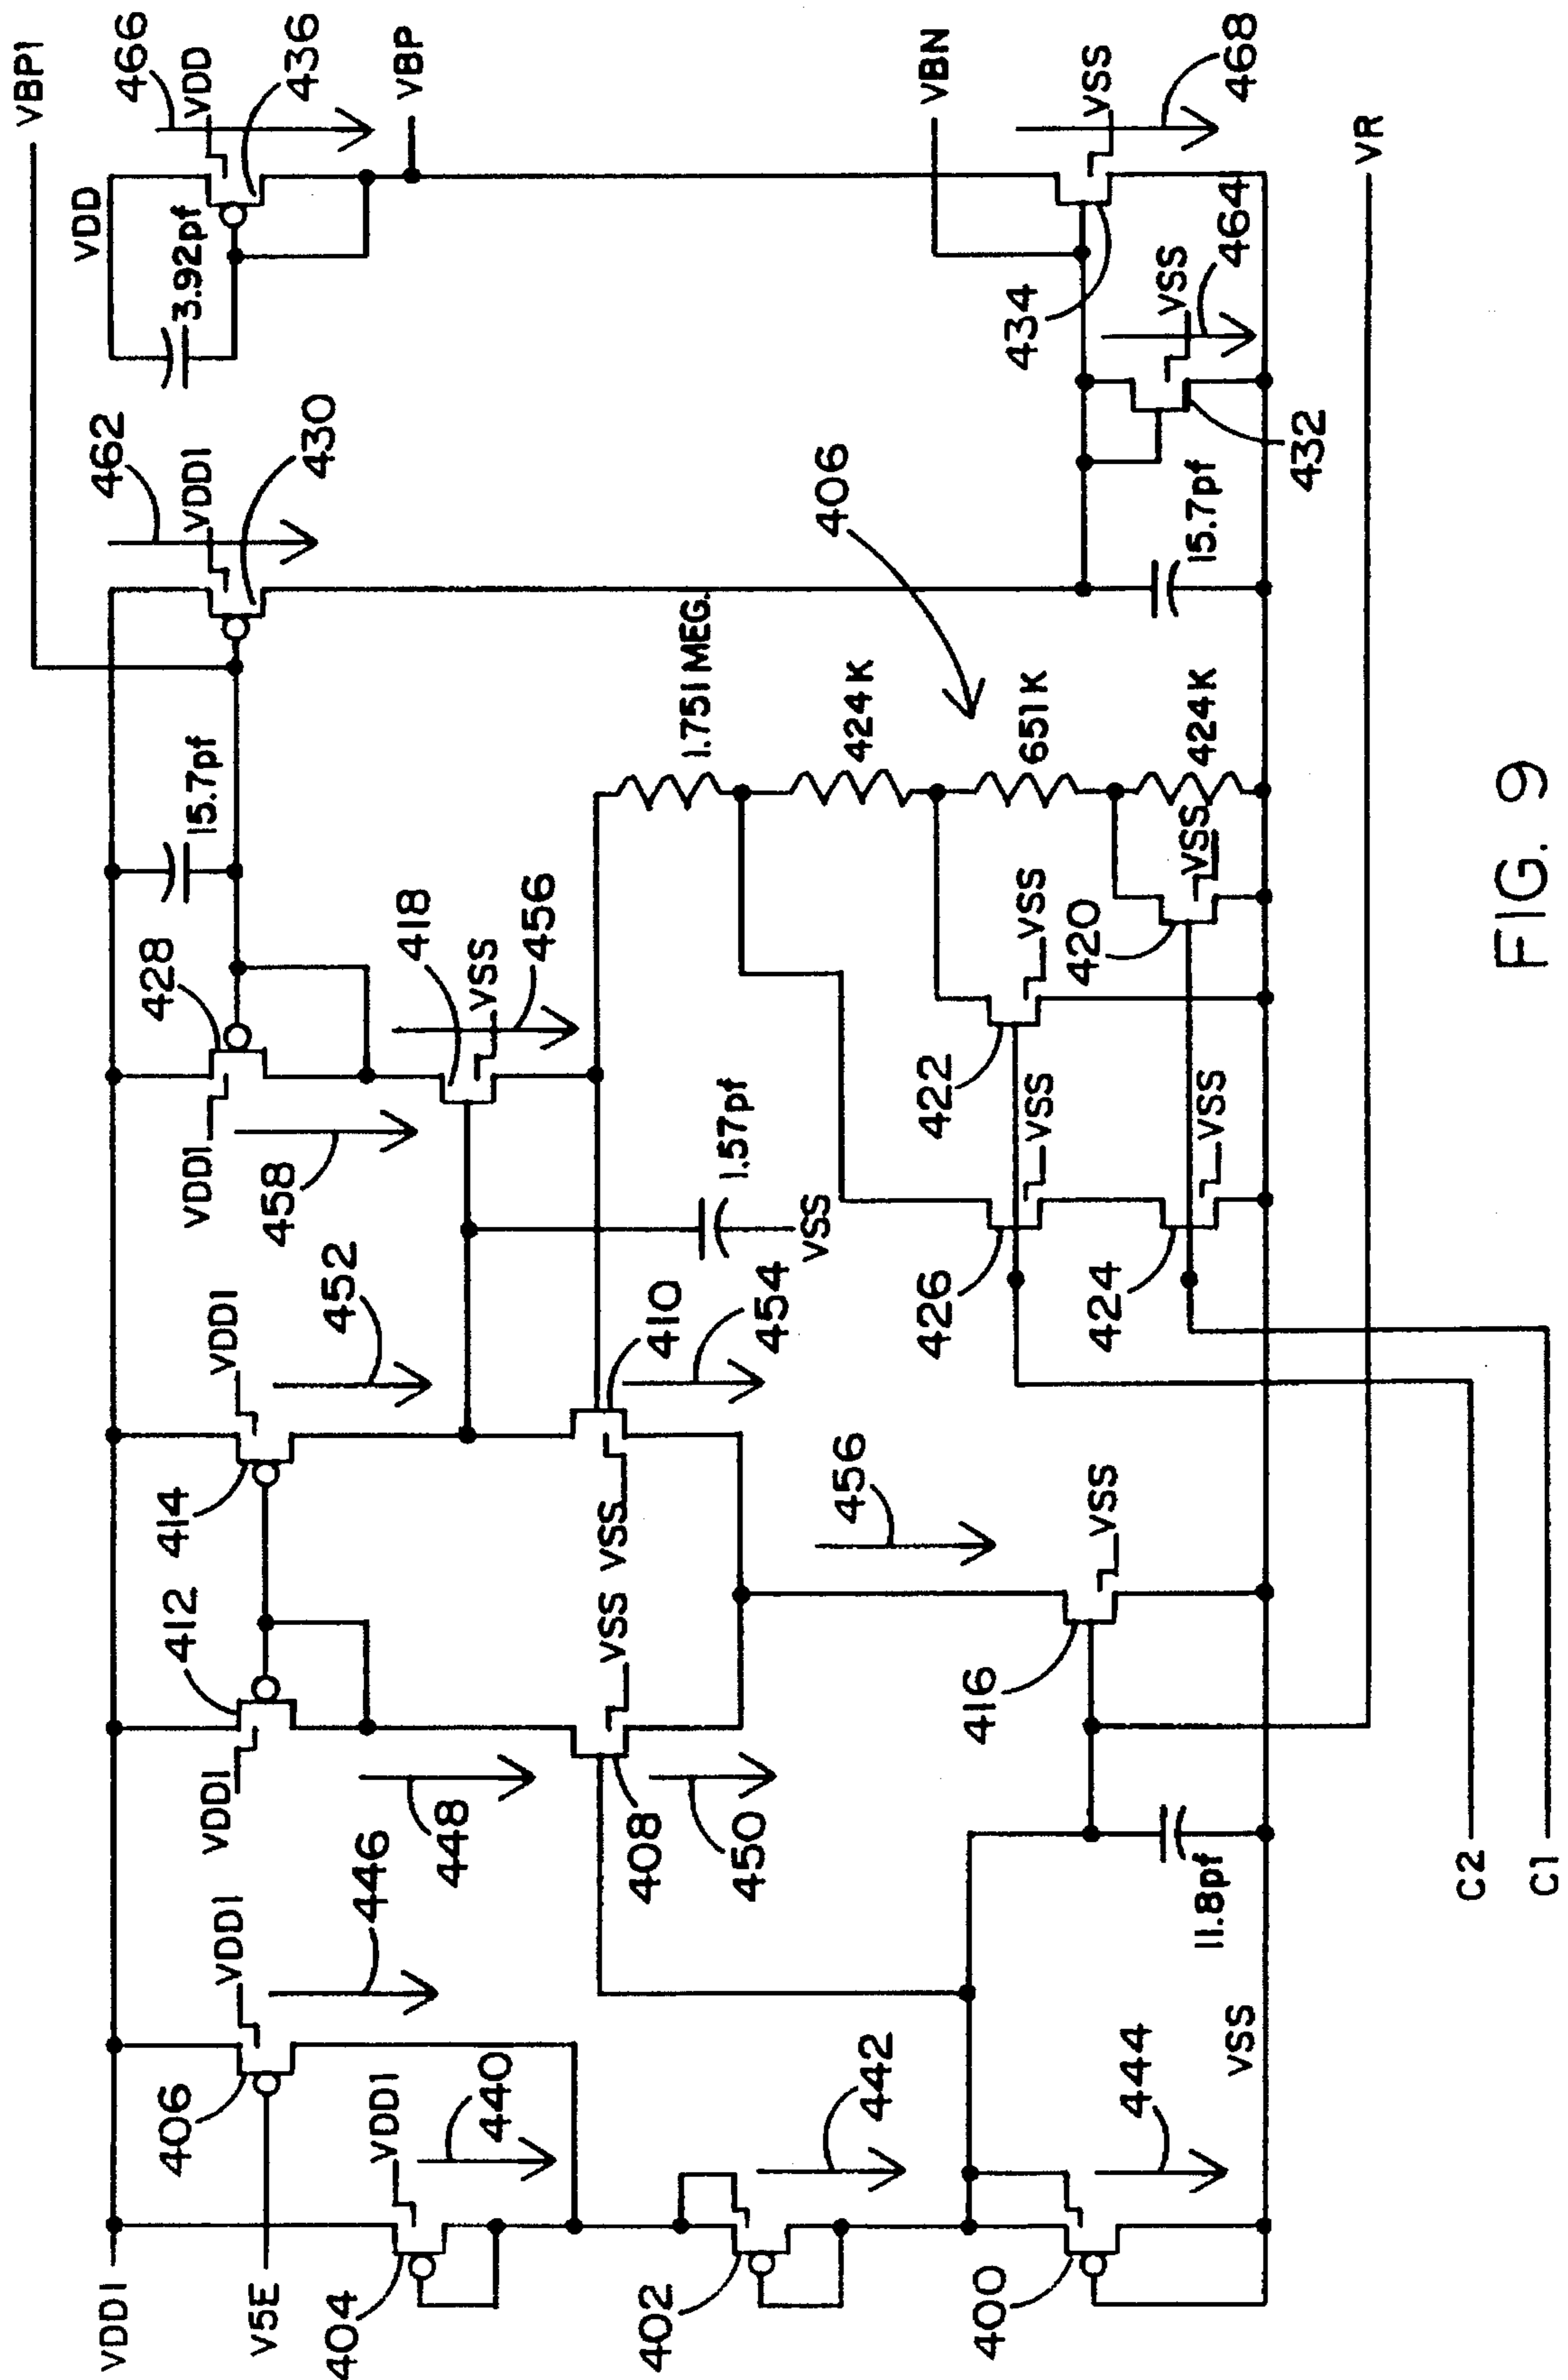 VDD1
V5E
404
402
400
406
VDD1
440
442
444
VSS
VDD1
446
448
408
450
11.8pf
412
VDD1
414
VDD1
452
VSS
VSS
410
454
456
416
VSS
VR
C2
C1
428
VDD1
458
15.7pf
418
VSS
456
1.57pf
VSS
426
424
422
VSS
VSS
VSS
420
VSS
1.751 MEG.
424K
651K
424K
406
462
VDD1
430
15.7pf
VBP1
VDD
3.92pf
466
VDD
436
VBP
VBN
434
VSS
468
VSS
464
432
FIG. 9